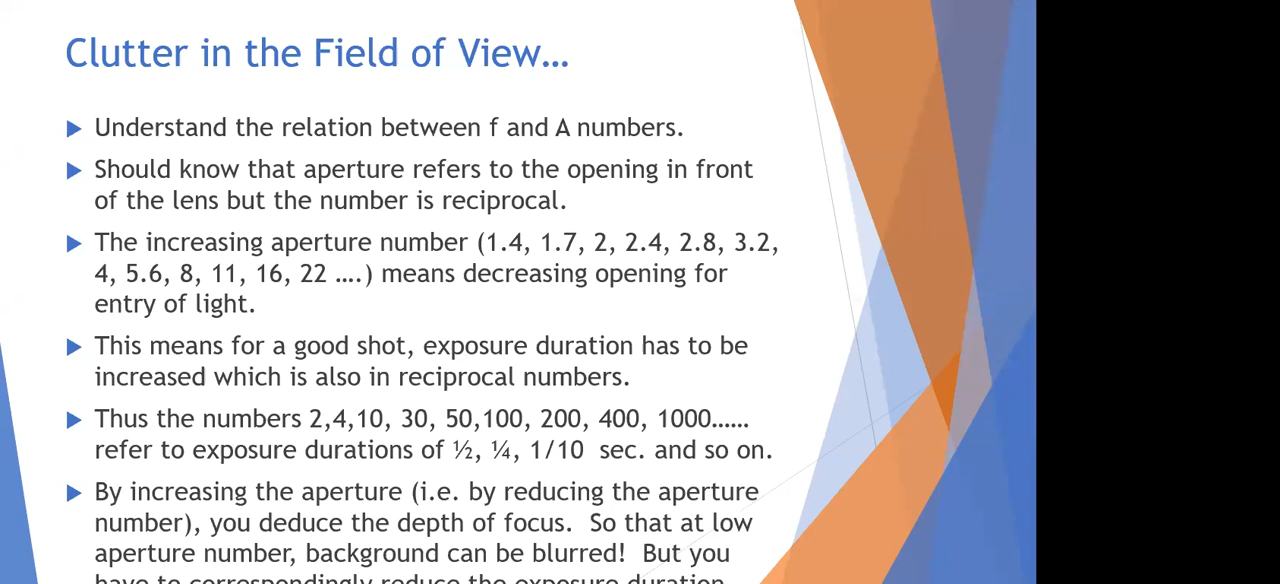 Clutter in the Field of View…
Understand the relation between f and A numbers.
Should know that aperture refers to the opening in front
of the lens but the number is reciprocal.
The increasing aperture number (1.4, 1.7, 2, 2.4, 2.8, 3.2,
4, 5.6, 8, 11, 16, 22 ….) means decreasing opening for
entry of light.
This means for a good shot, exposure duration has to be
increased which is also in reciprocal numbers.
Thus the numbers 2,4,10, 30, 50,100, 200, 400, 1000……
refer to exposure durations of ½, ¼, 1/10 sec. and so on.
By increasing the aperture (i.e. by reducing the aperture
number), you deduce the depth of focus. So that at low
aperture number, background can be blurred! But you
have to correspondingly reduce the exposure duration